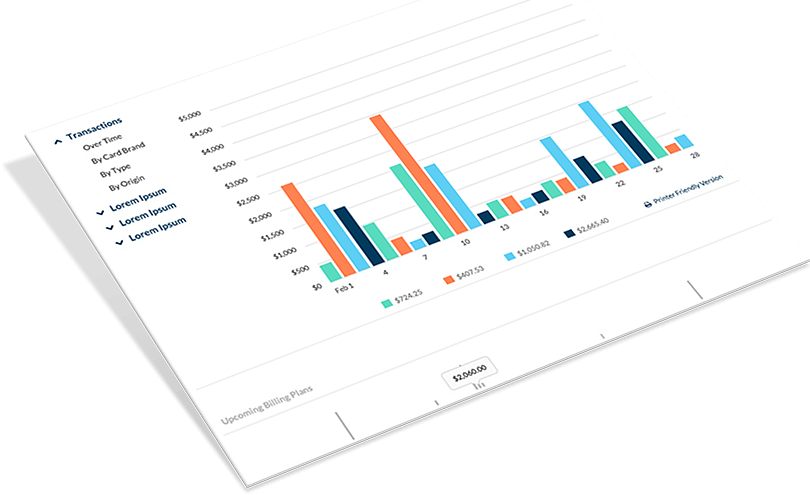 Transactions
Over Time
By Card Brand
By Type
By Origin
Lorem Ipsum
Lorem Ipsum
Lorem Ipsum
$5,000
$4,500
$4,000
$3,500
$3,000
$2,500
$2,000
$1,500
$1,000
$500
$0
Feb 1
4
7
10
13
16
19
22
25
28
$724.25
$407.53
$1,050.82
$2,665.40
Printer Friendly Version
Upcoming Billing Plans
$2,060.00